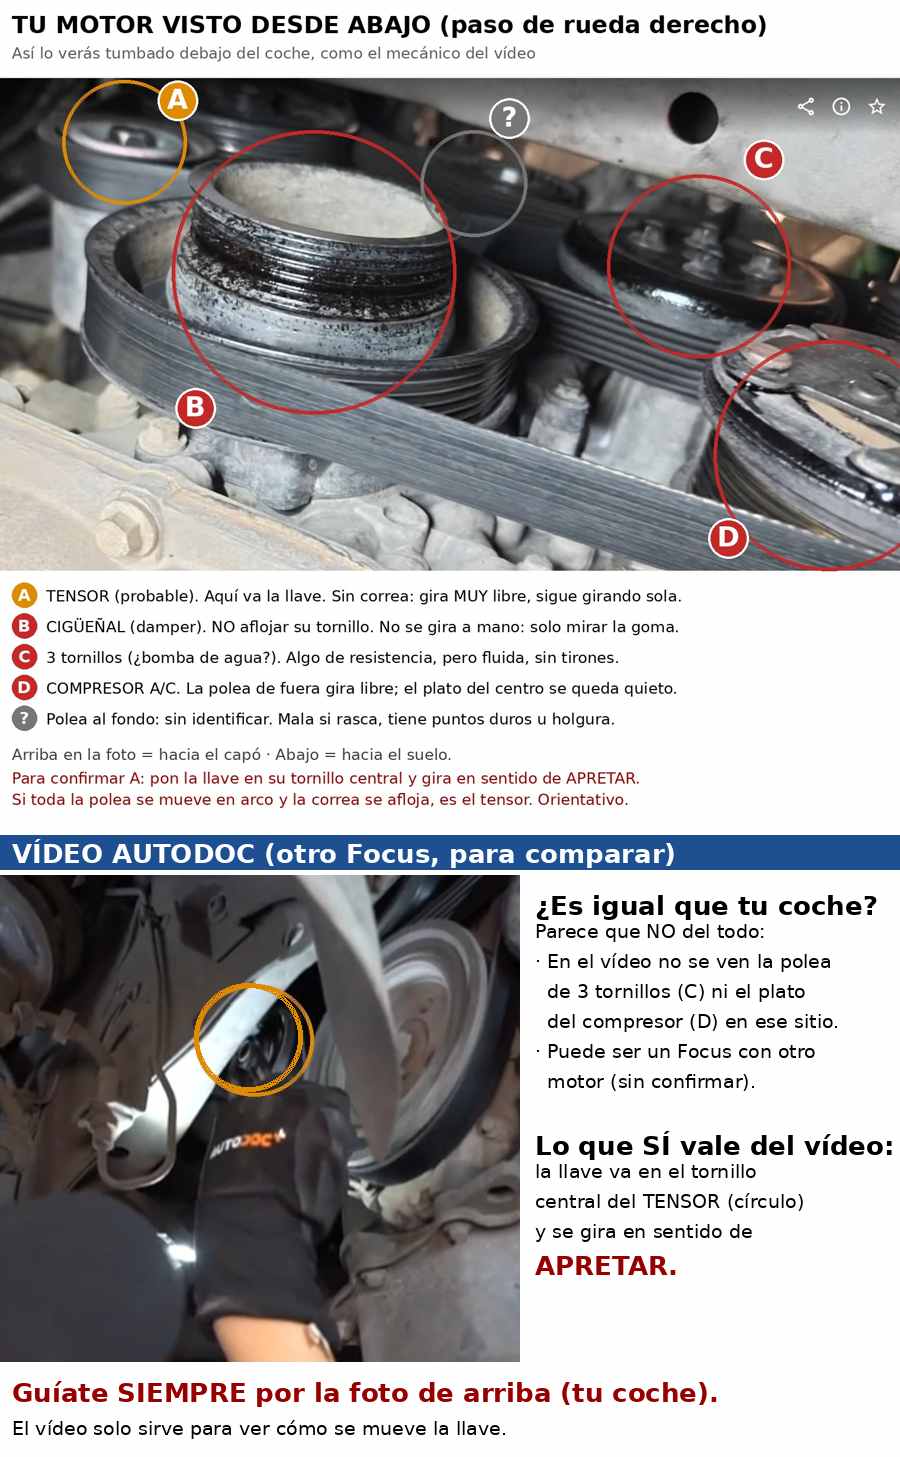 TU MOTOR VISTO DESDE ABAJO (paso de rueda derecho)
Así lo verás tumbado debajo del coche, como el mecánico del vídeo
A
?
C
B
D
A TENSOR (probable). Aquí va la llave. Sin correa: gira MUY libre, sigue girando sola.
B CIGÜEÑAL (damper). NO aflojar su tornillo. No se gira a mano: solo mirar la goma.
C 3 tornillos (¿bomba de agua?). Algo de resistencia, pero fluida, sin tirones.
D COMPRESOR A/C. La polea de fuera gira libre; el plato del centro se queda quieto.
? Polea al fondo: sin identificar. Mala si rasca, tiene puntos duros u holgura.
Arriba en la foto = hacia el capó · Abajo = hacia el suelo.
Para confirmar A: pon la llave en su tornillo central y gira en sentido de APRETAR.
Si toda la polea se mueve en arco y la correa se afloja, es el tensor. Orientativo.
VÍDEO AUTODOC (otro Focus, para comparar)
AUTODOC
¿Es igual que tu coche?
Parece que NO del todo:
· En el vídeo no se ven la polea
de 3 tornillos (C) ni el plato
del compresor (D) en ese sitio.
· Puede ser un Focus con otro
motor (sin confirmar).
Lo que SÍ vale del vídeo:
la llave va en el tornillo
central del TENSOR (círculo)
y se gira en sentido de
APRETAR.
Guíate SIEMPRE por la foto de arriba (tu coche).
El vídeo solo sirve para ver cómo se mueve la llave.